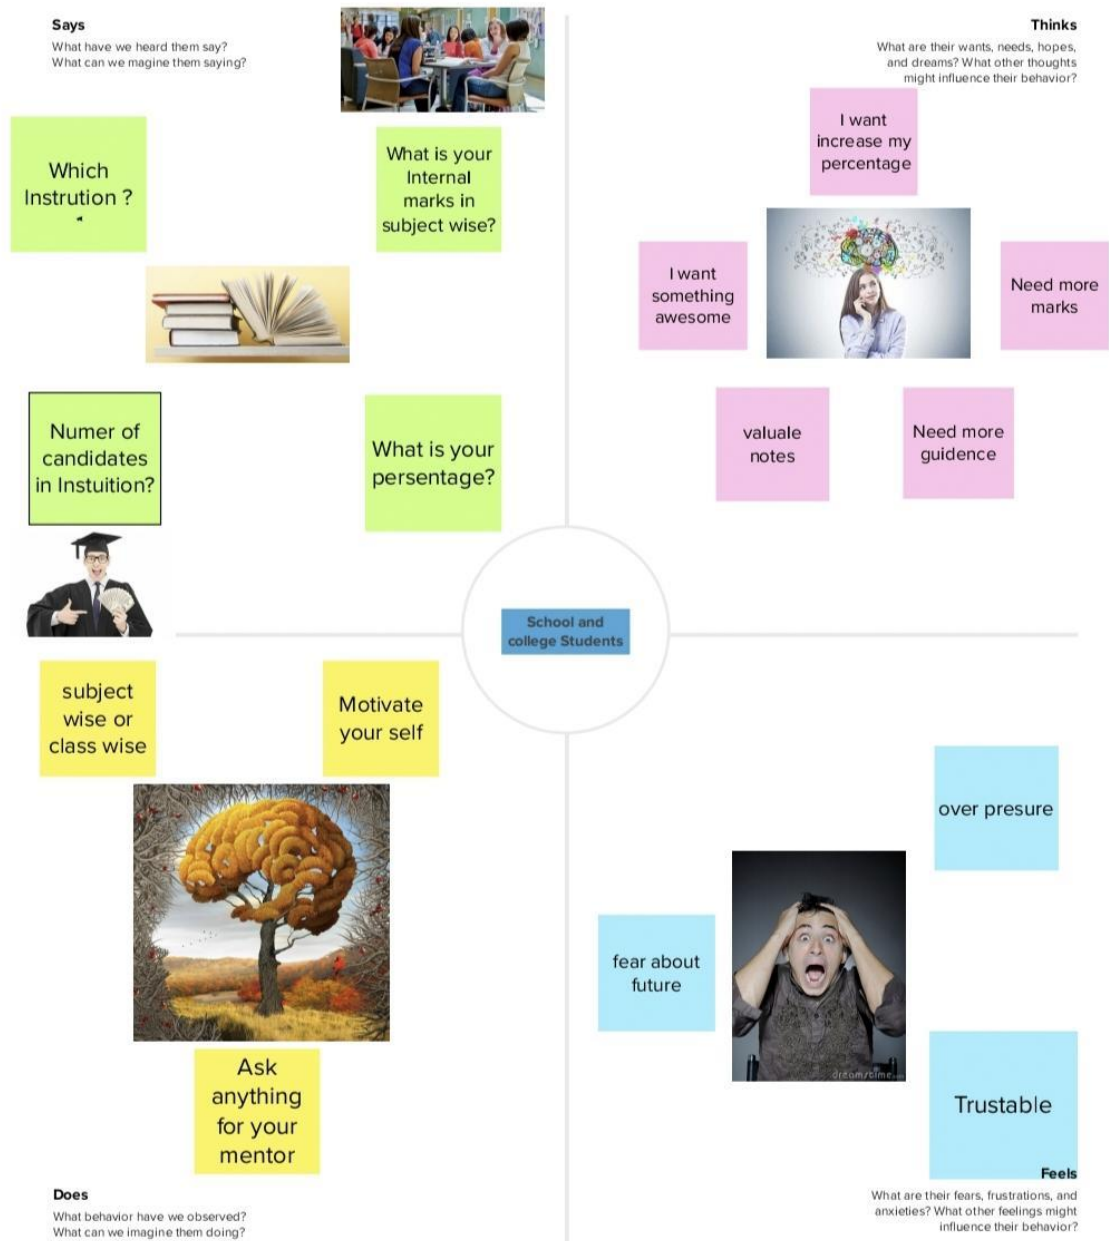 Says
What have we heard them say?
What can we magine them saying?
Which
Instrution ?
What is your
Internal
marks in
subject wise?
Numer of
candidates
in Instuition?
What is your
persentage?
Thinks
What are their wants, needs, hopes,
and dreams? What other thoughts
might influence their behavior?
I want
increase my
percentage
I want
something
awesome
Need more
marks
valuale
notes
Need more
guidence
School and
college Students
subject
wise or
class wise
Motivate
your self
Ask
anything
for your
mentor
Does
What behavior have we observed?
What can we imagine them doing?
over presure
fear about
future
dreamstime
Trustable
Feels
What are their fears, frustrations, and
anxieties? What other feelings might
influence their behavior?